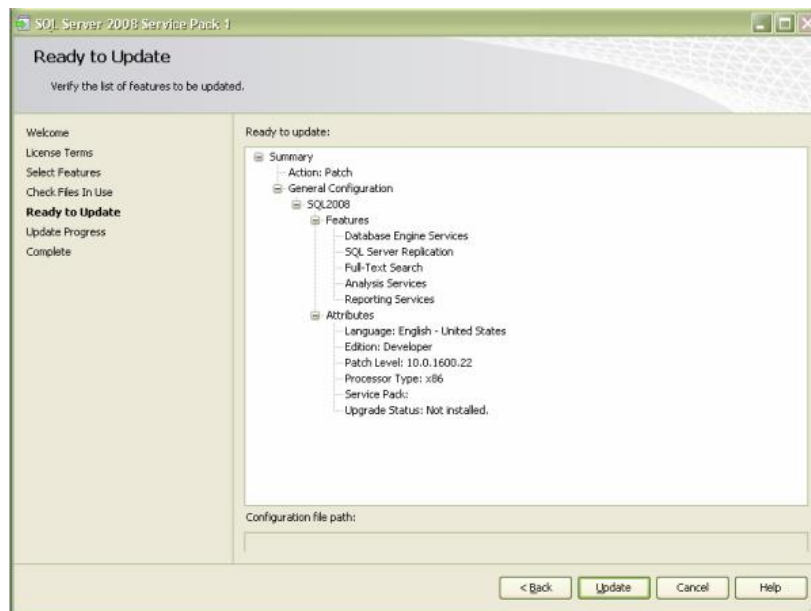 SQL Server 2008 Service Pack 1
Ready to Update
Verify the list of features to be updated.
Welcome
License Terms
Select Features
Check Files In Use
Ready to Update
Update Progress
Complete
Ready to update:
Summary
Action: Patch
General Configuration
SQL2008
Features
Database Engine Services
SQL Server Replication
Full-Text Search
Analysis Services
Reporting Services
Attributes
Language: English - United States
Edition: Developer
Patch Level: 10.0.1600.22
Processor Type: x86
Service Pack:
Upgrade Status: Not installed.
Configuration file path:
< Back Update Cancel Help